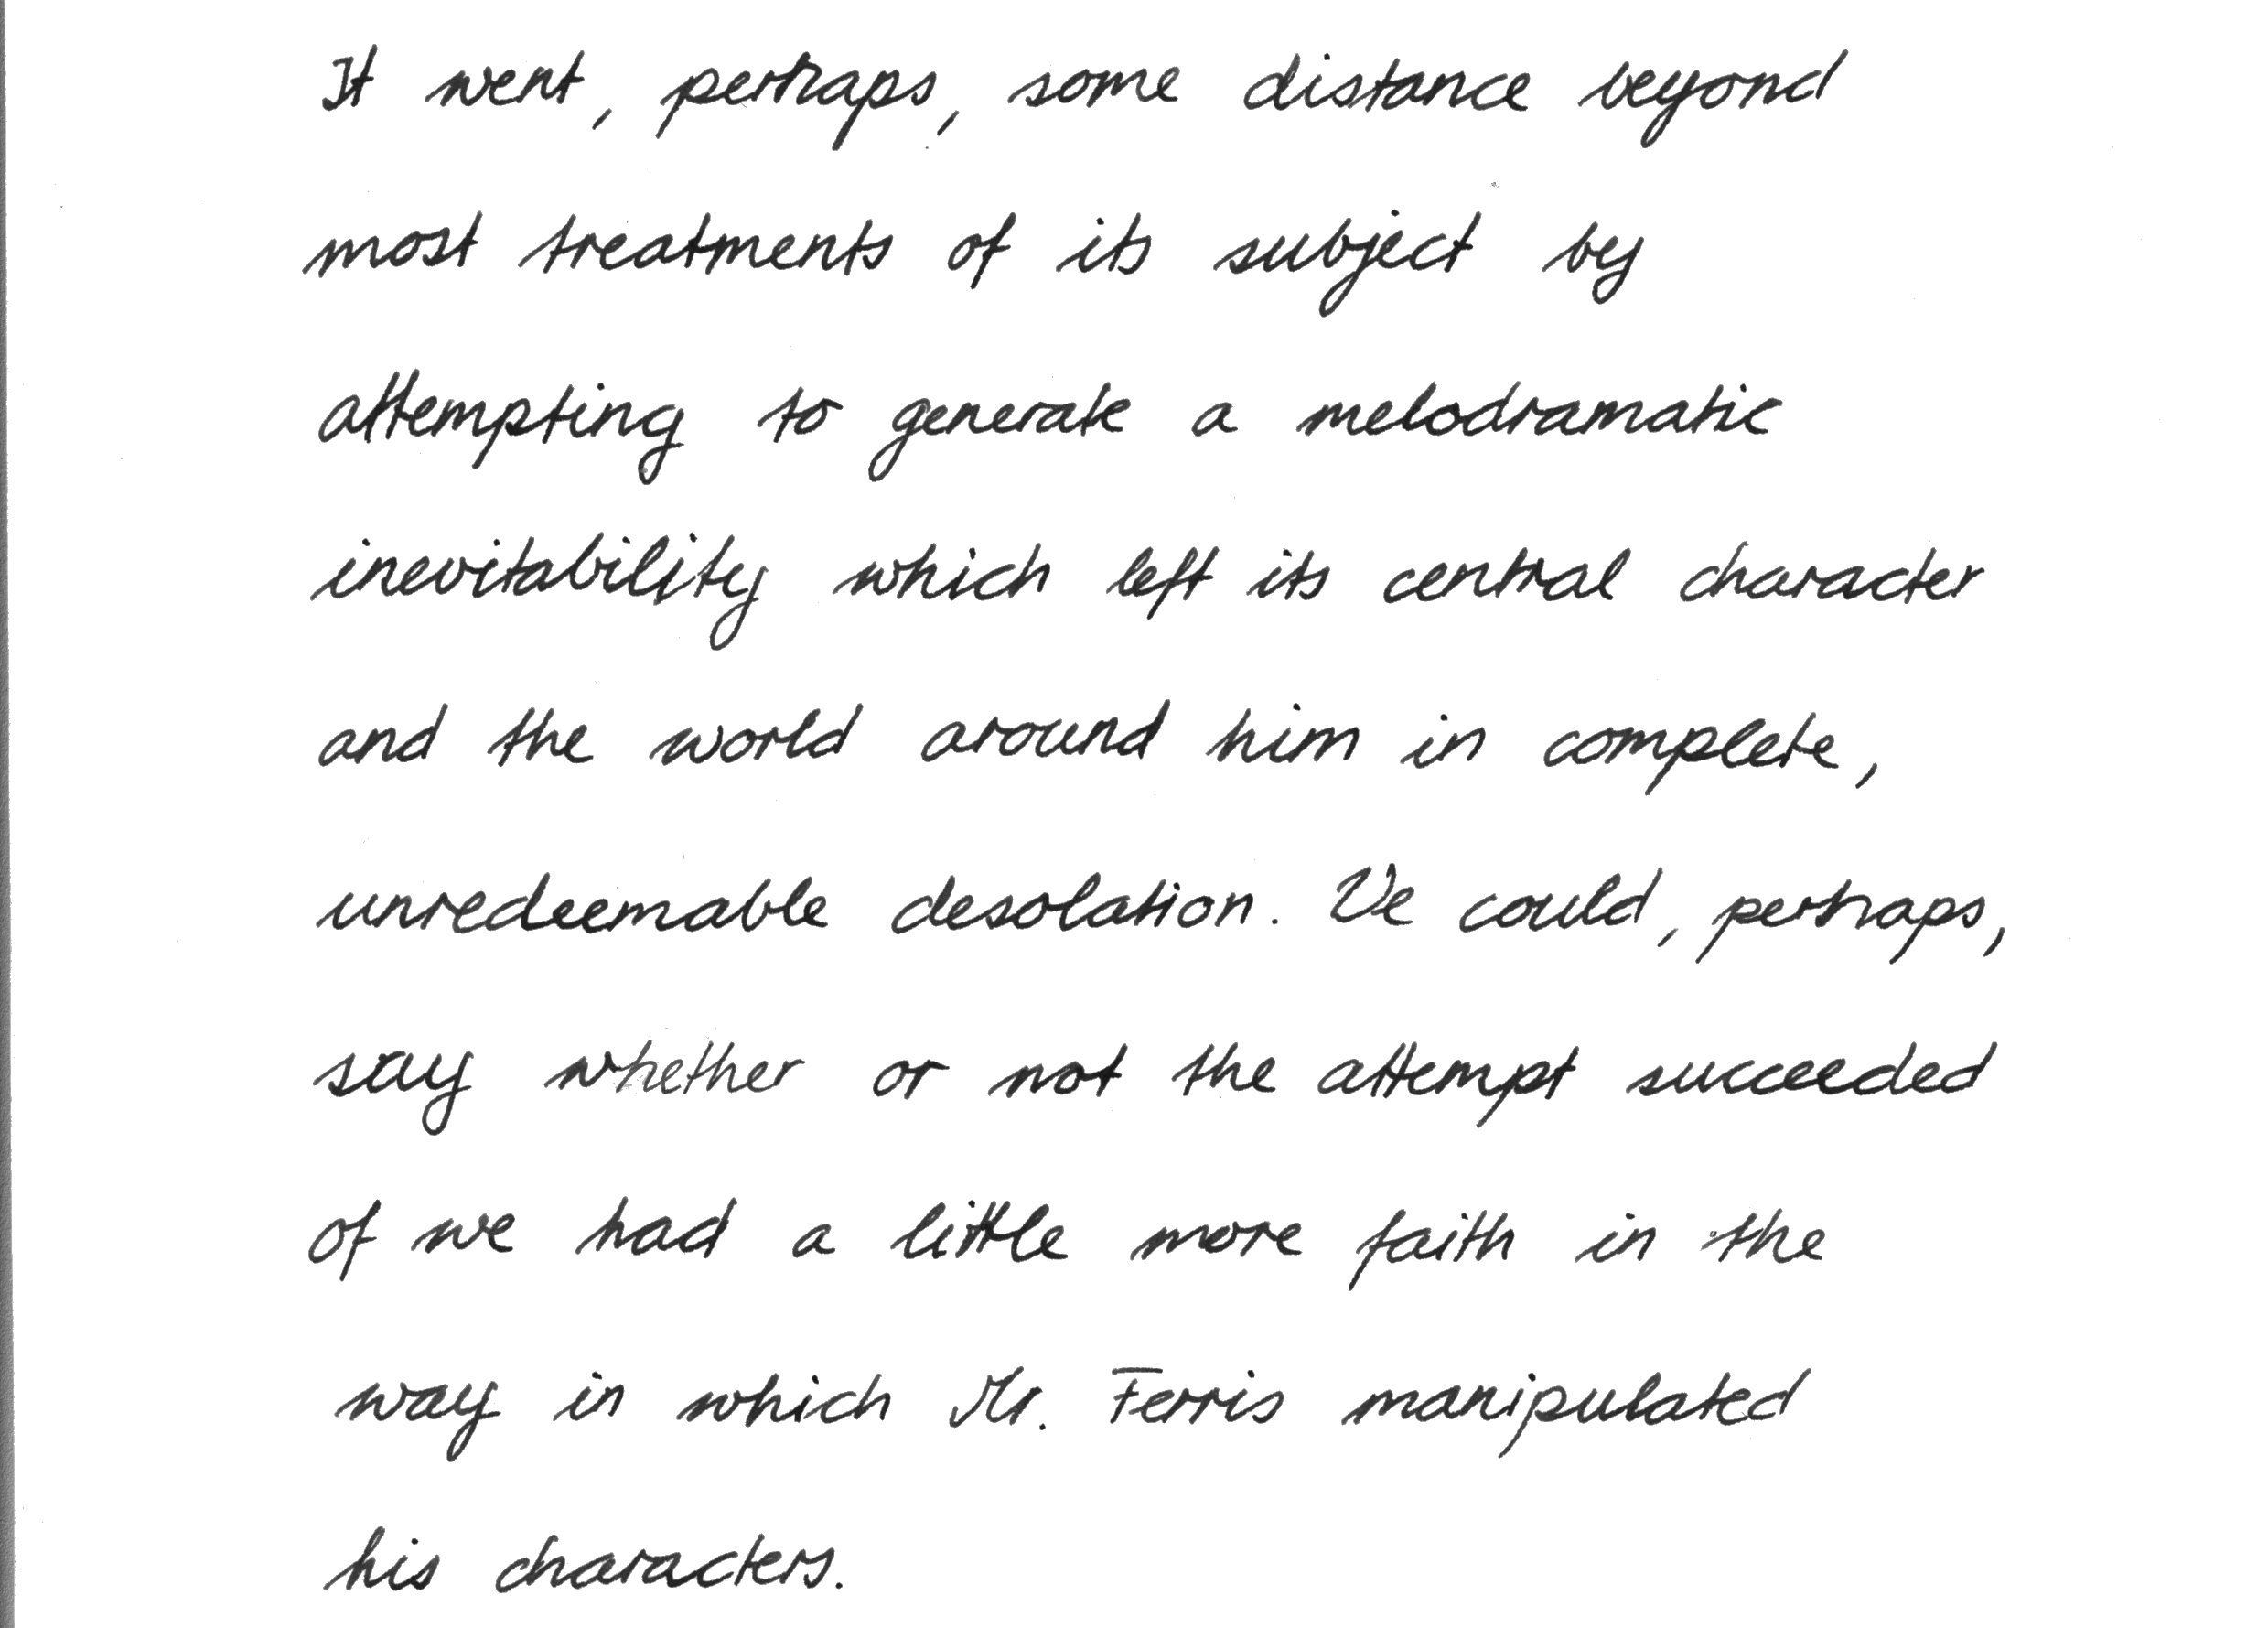 It went, perhaps, some distance beyond
most treatments of its subject by
attempting to generate a melodramatic
inevitability which left its central character
and the world around him in complete,
unredeemable desolation. We could, perhaps,
say whether or not the attempt succeeded
of we had a little more faith in the
way in which Mr. Ferris manipulated
his characters.